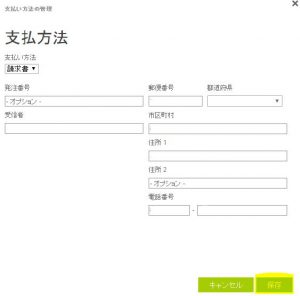 支払い方法の管理
×
支払方法
支払い方法
請求書 ▼
発注番号
- オプション -
受信者
郵便番号
都道府県
市区町村
住所 1
住所 2
- オプション -
電話番号
-
キャンセル
保存